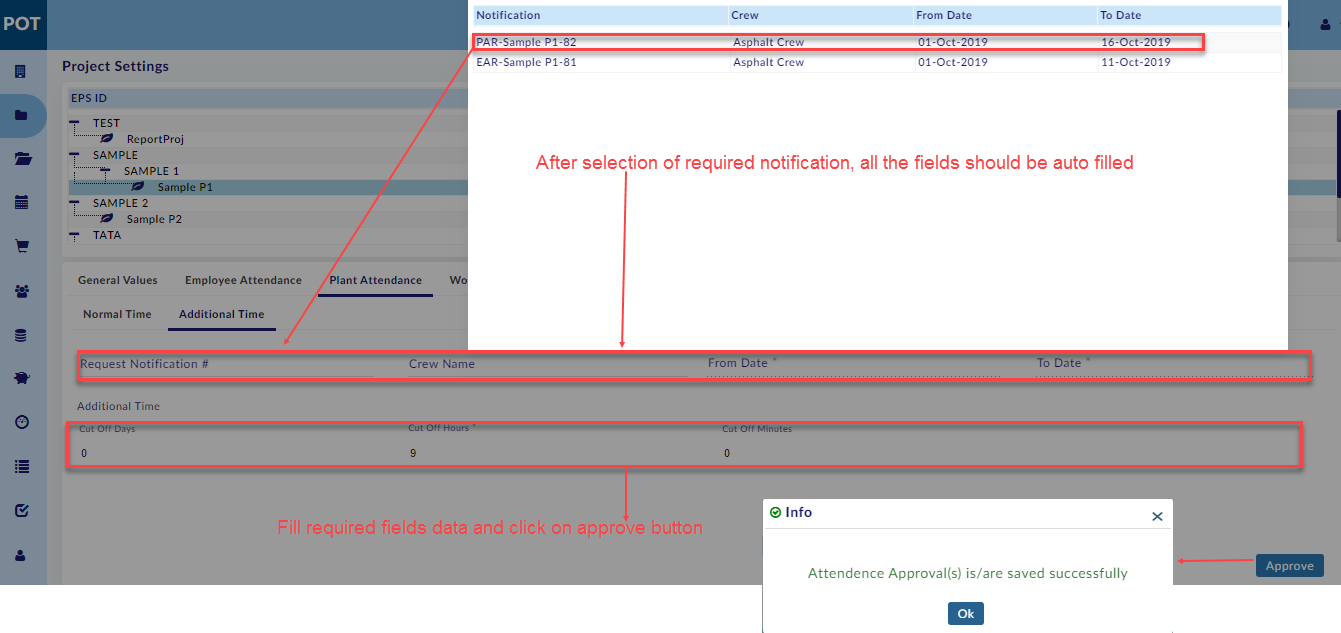 POT
Notification Crew From Date To Date
PAR-Sample P1-82 Asphalt Crew 01-Oct-2019 16-Oct-2019
EAR-Sample P1-81 Asphalt Crew 01-Oct-2019 11-Oct-2019
Project Settings
EPS ID
TEST
ReportProj
SAMPLE
SAMPLE 1
Sample P1
SAMPLE 2
Sample P2
TATA
After selection of required notification, all the fields should be auto filled
General Values Employee Attendance Plant Attendance Wo
Normal Time Additional Time
Request Notification # Crew Name From Date * To Date *
Additional Time
Cut Off Days Cut Off Hours * Cut Off Minutes
0 9 0
Fill required fields data and click on approve button
Info
Attendence Approval(s) is/are saved successfully
Ok
Approve